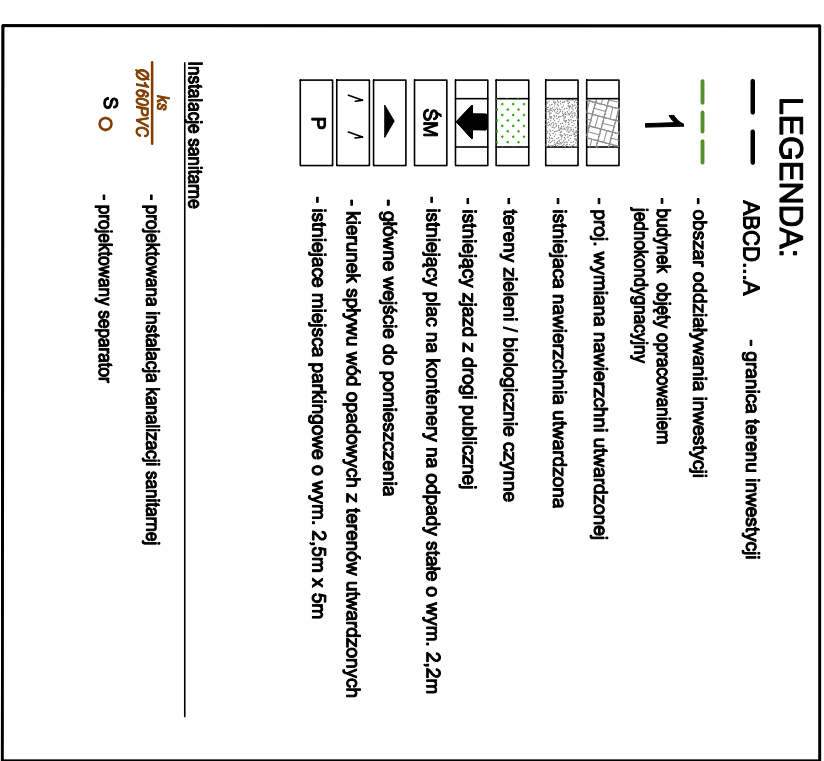 LEGENDA:
ABCD...A - granica terenu inwestycji
- obszar oddziaływania inwestycji
1 - budynek objęty opracowaniem
jednokondygnacyjny
- proj. wymiana nawierzchni utwardzonej
- istniejaca nawierzchnia utwardzona
- tereny zieleni / biologicznie czynne
- istniejący zjazd z drogi publicznej
ŚM - istniejący plac na kontenery na odpady stałe o wym. 2,2m
- główne wejście do pomieszczenia
- kierunek spływu wód opadowych z terenów utwardzonych
P - istniejace miejsca parkingowe o wym. 2,5m x 5m
Instalacje sanitarne
ks
Ø160PVC - projektowana instalacja kanalizacji sanitarnej
S - projektowany separator